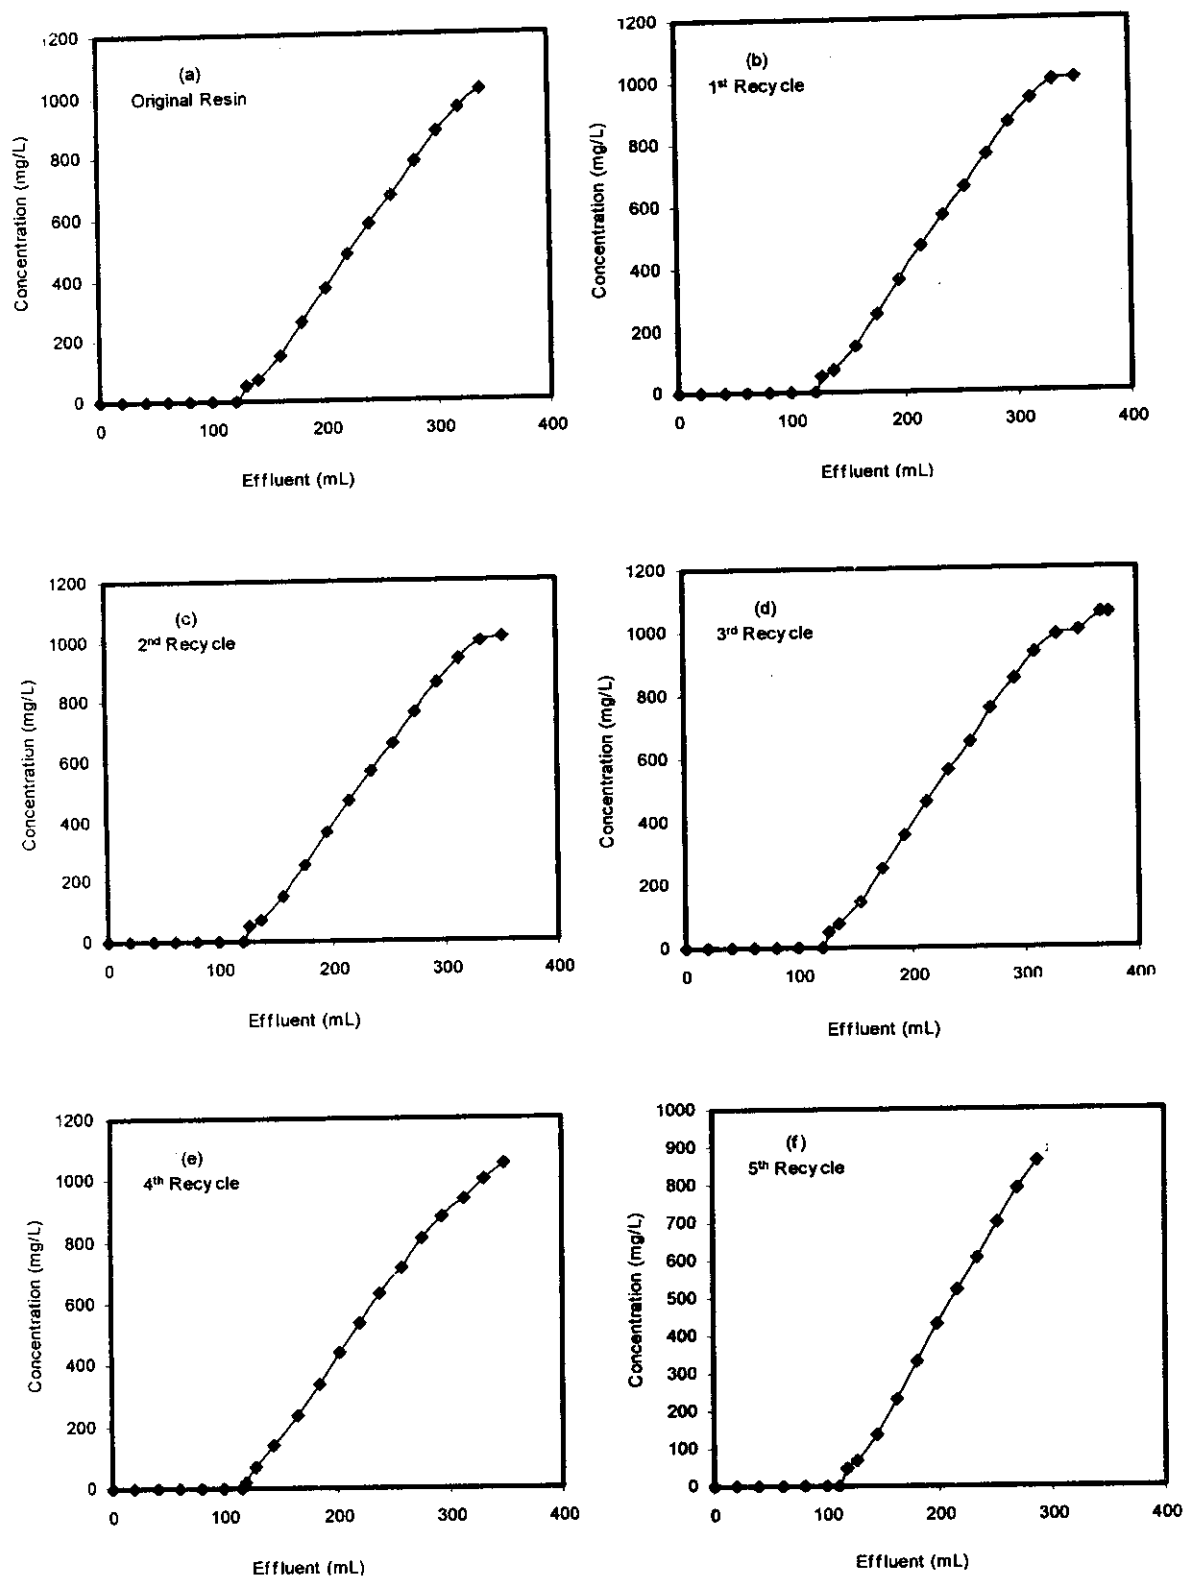 1200
1000
800
600
400
200
0
Concentration (mg/L)
(a)
Original Resin
0 100 200 300 400
Effluent (mL)
1200
1000
800
600
400
200
0
Concentration (mg/L)
(b)
1st Recycle
0 100 200 300 400
Effluent (mL)
1200
1000
800
600
400
200
0
Concentration (mg/L)
(c)
2nd Recycle
0 100 200 300 400
Effluent (mL)
1200
1000
800
600
400
200
0
Concentration (mg/L)
(d)
3rd Recycle
0 100 200 300 400
Effluent (mL)
1200
1000
800
600
400
200
0
Concentration (mg/L)
(e)
4th Recycle
0 100 200 300 400
Effluent (mL)
1000
900
800
700
600
500
400
300
200
100
0
Concentration (mg/L)
(f)
5th Recycle
0 100 200 300 400
Effluent (mL)